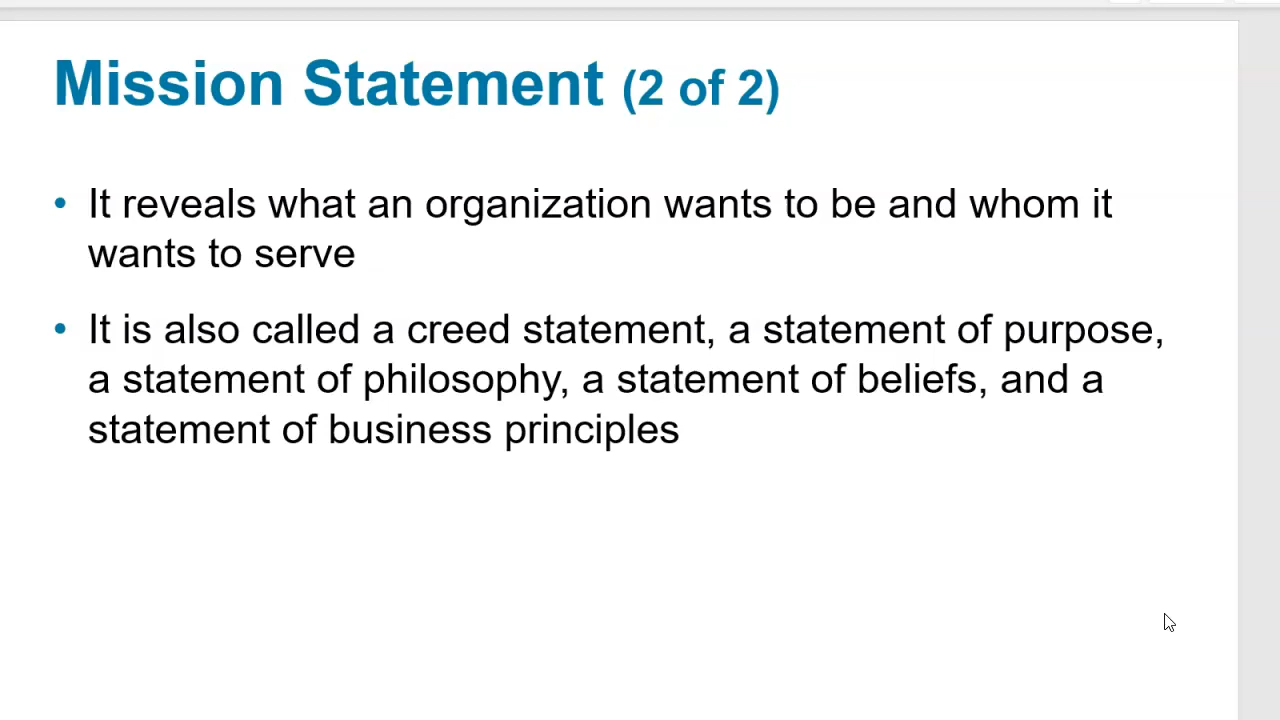 Mission Statement (2 of 2)
• It reveals what an organization wants to be and whom it
wants to serve
• It is also called a creed statement, a statement of purpose,
a statement of philosophy, a statement of beliefs, and a
statement of business principles